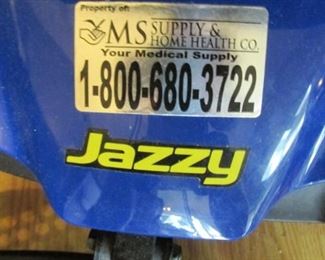 Property of:
MS SUPPLY &
HOME HEALTH CO.
Your Medical Supply
1-800-680-3722
Jazzy